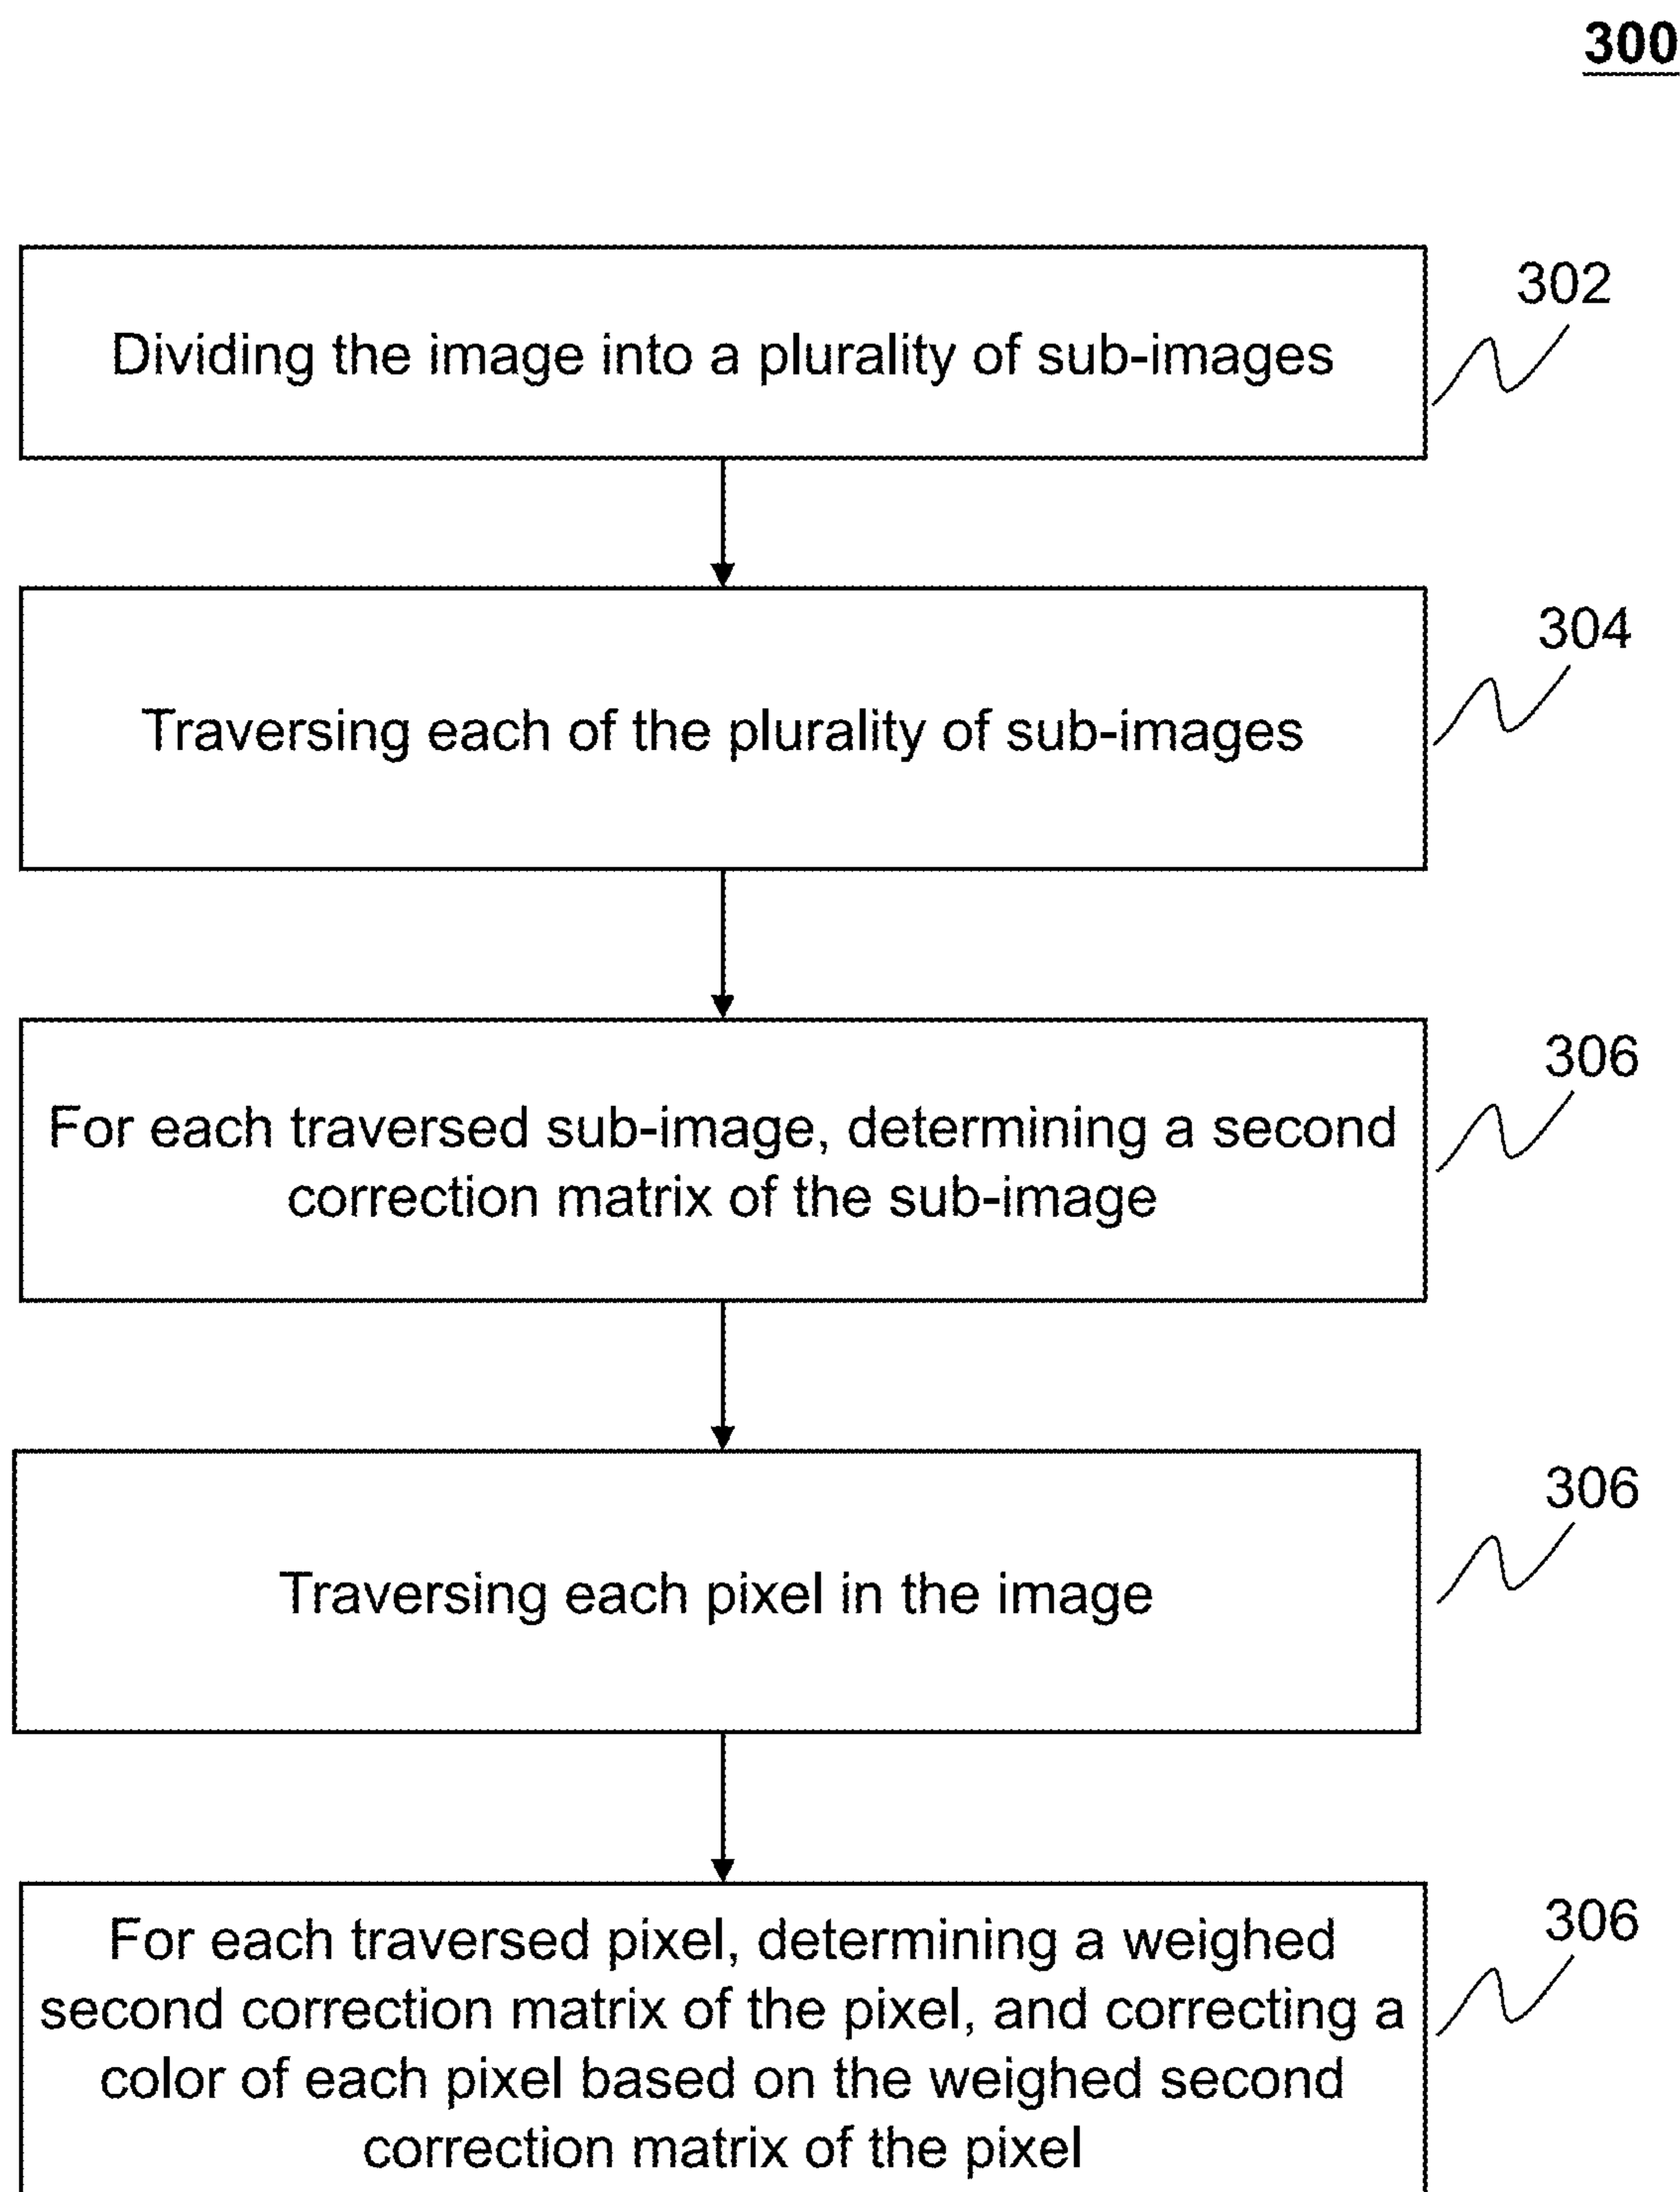 300
302
Dividing the image into a plurality of sub-images
304
Traversing each of the plurality of sub-images
306
For each traversed sub-image, determining a second
correction matrix of the sub-image
306
Traversing each pixel in the image
306
For each traversed pixel, determining a weighed
second correction matrix of the pixel, and correcting a
color of each pixel based on the weighed second
correction matrix of the pixel